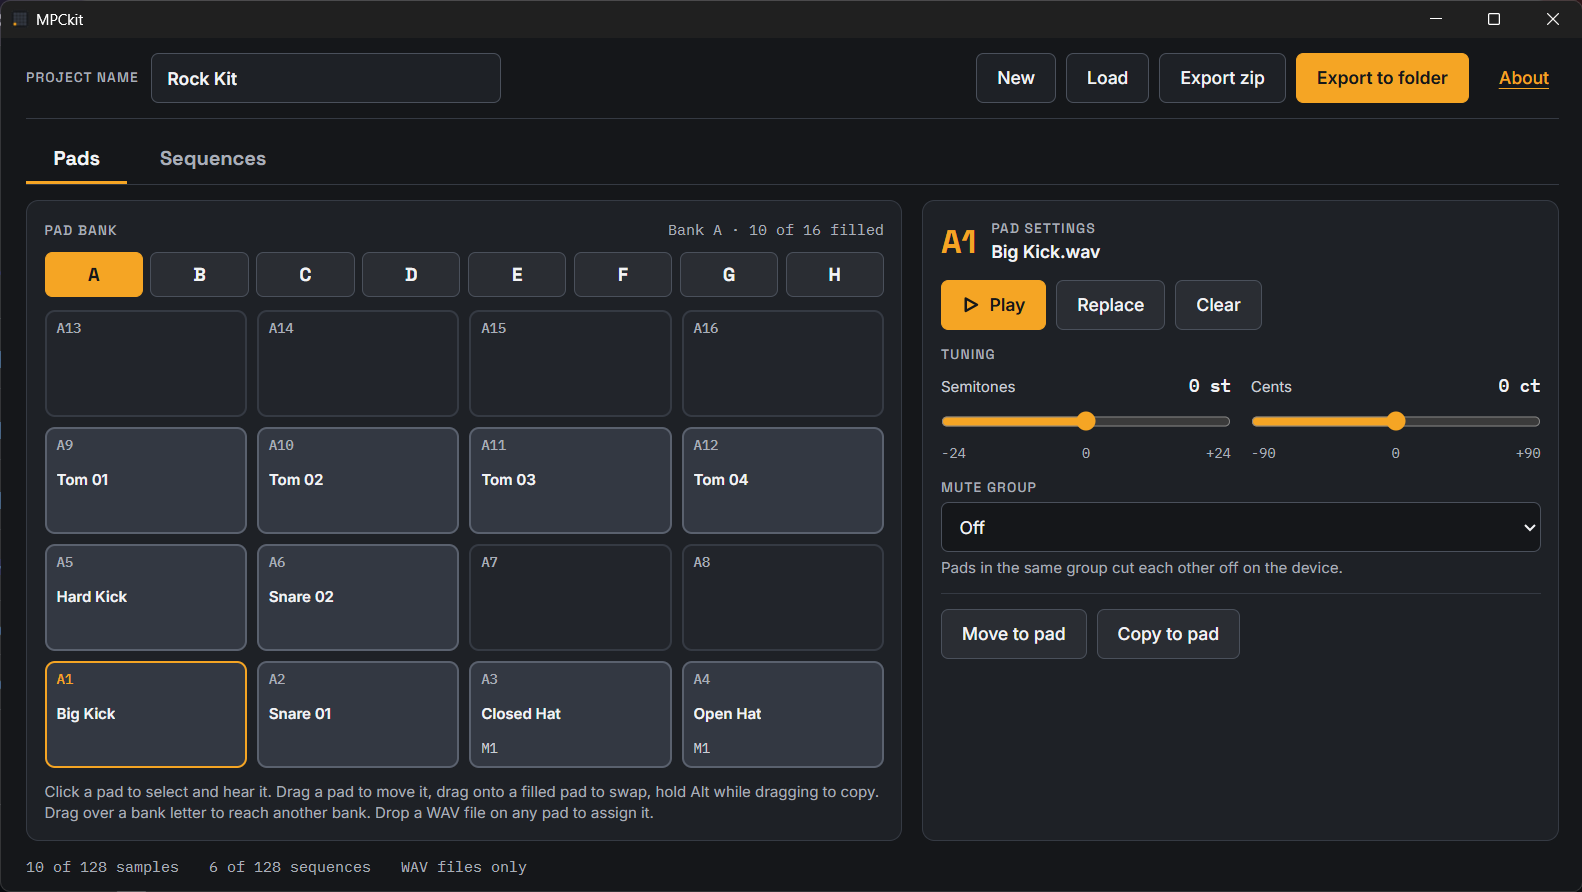 MPCkit
PROJECT NAME
Rock Kit
New
Load
Export zip
Export to folder
About
Pads
Sequences
PAD BANK
Bank A · 10 of 16 filled
A
B
C
D
E
F
G
H
A13
A14
A15
A16
A9
Tom 01
A10
Tom 02
A11
Tom 03
A12
Tom 04
A5
Hard Kick
A6
Snare 02
A7
A8
A1
Big Kick
A2
Snare 01
A3
Closed Hat
M1
A4
Open Hat
M1
Click a pad to select and hear it. Drag a pad to move it, drag onto a filled pad to swap, hold Alt while dragging to copy.
Drag over a bank letter to reach another bank. Drop a WAV file on any pad to assign it.
A1
PAD SETTINGS
Big Kick.wav
Play
Replace
Clear
TUNING
Semitones
0 st
-24
0
+24
Cents
0 ct
-90
0
+90
MUTE GROUP
Off
Pads in the same group cut each other off on the device.
Move to pad
Copy to pad
10 of 128 samples
6 of 128 sequences
WAV files only